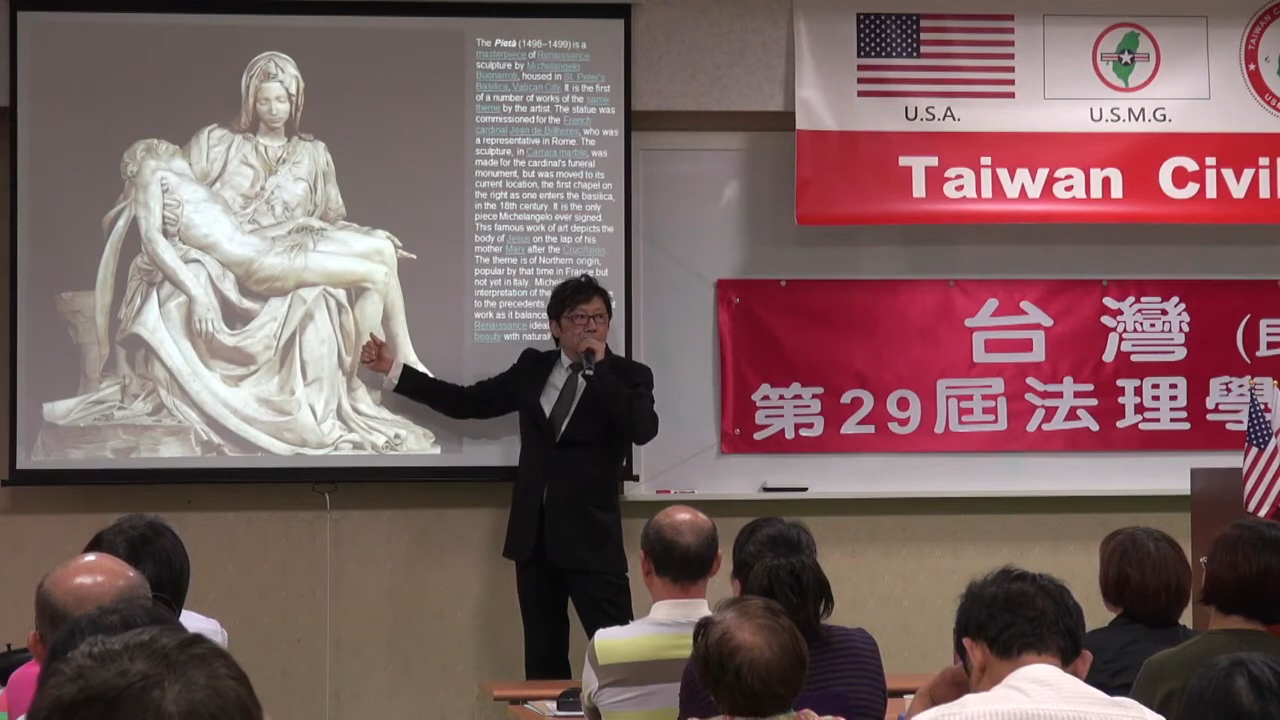 The Pietà (1498–1499) is a
masterpiece of Renaissance
sculpture by Michelangelo
Buonarroti, housed in St. Peter's
Basilica, Vatican City. It is the first
of a number of works of the same
theme by the artist. The statue was
commissioned for the French
cardinal Jean de Billheres, who was
a representative in Rome. The
sculpture, in Carrara marble, was
made for the cardinal's funeral
monument, but was moved to its
current location, the first chapel on
the right as one enters the basilica,
in the 18th century. It is the only
piece Michelangelo ever signed.
This famous work of art depicts the
body of Jesus on the lap of his
mother Mary after the Crucifixion.
The theme is of Northern origin,
popular by that time in France but
not yet in Italy.
interpretation of the
to the precedents.
work as it balance
Renaissance ideal
beauty with natural
U.S.A.
U.S.M.G.
TAIWAN
Taiwan Civil
台灣(民
第29屆法理學